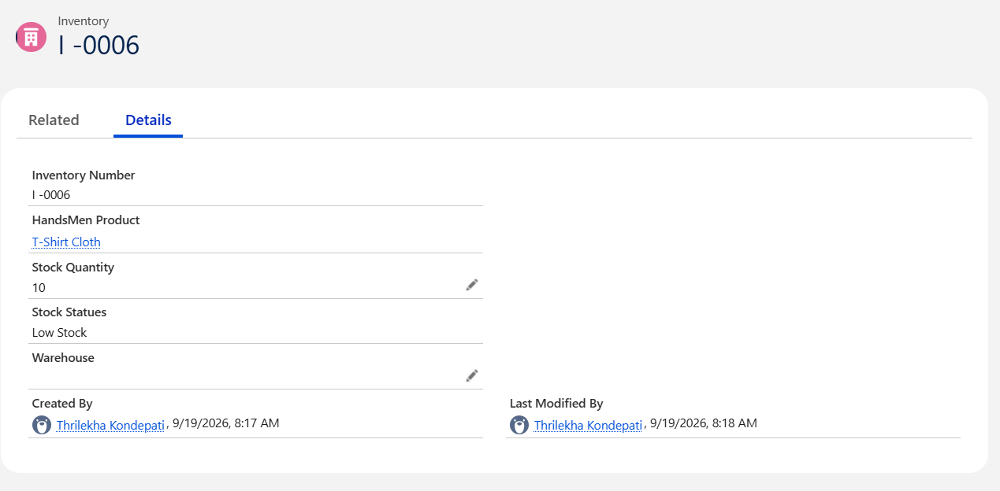 Inventory
I -0006
Related
Details
Inventory Number
I -0006
HandsMen Product
T-Shirt Cloth
Stock Quantity
10
Stock Statues
Low Stock
Warehouse
Created By
Thrilekha Kondepati, 9/19/2026, 8:17 AM
Last Modified By
Thrilekha Kondepati, 9/19/2026, 8:18 AM